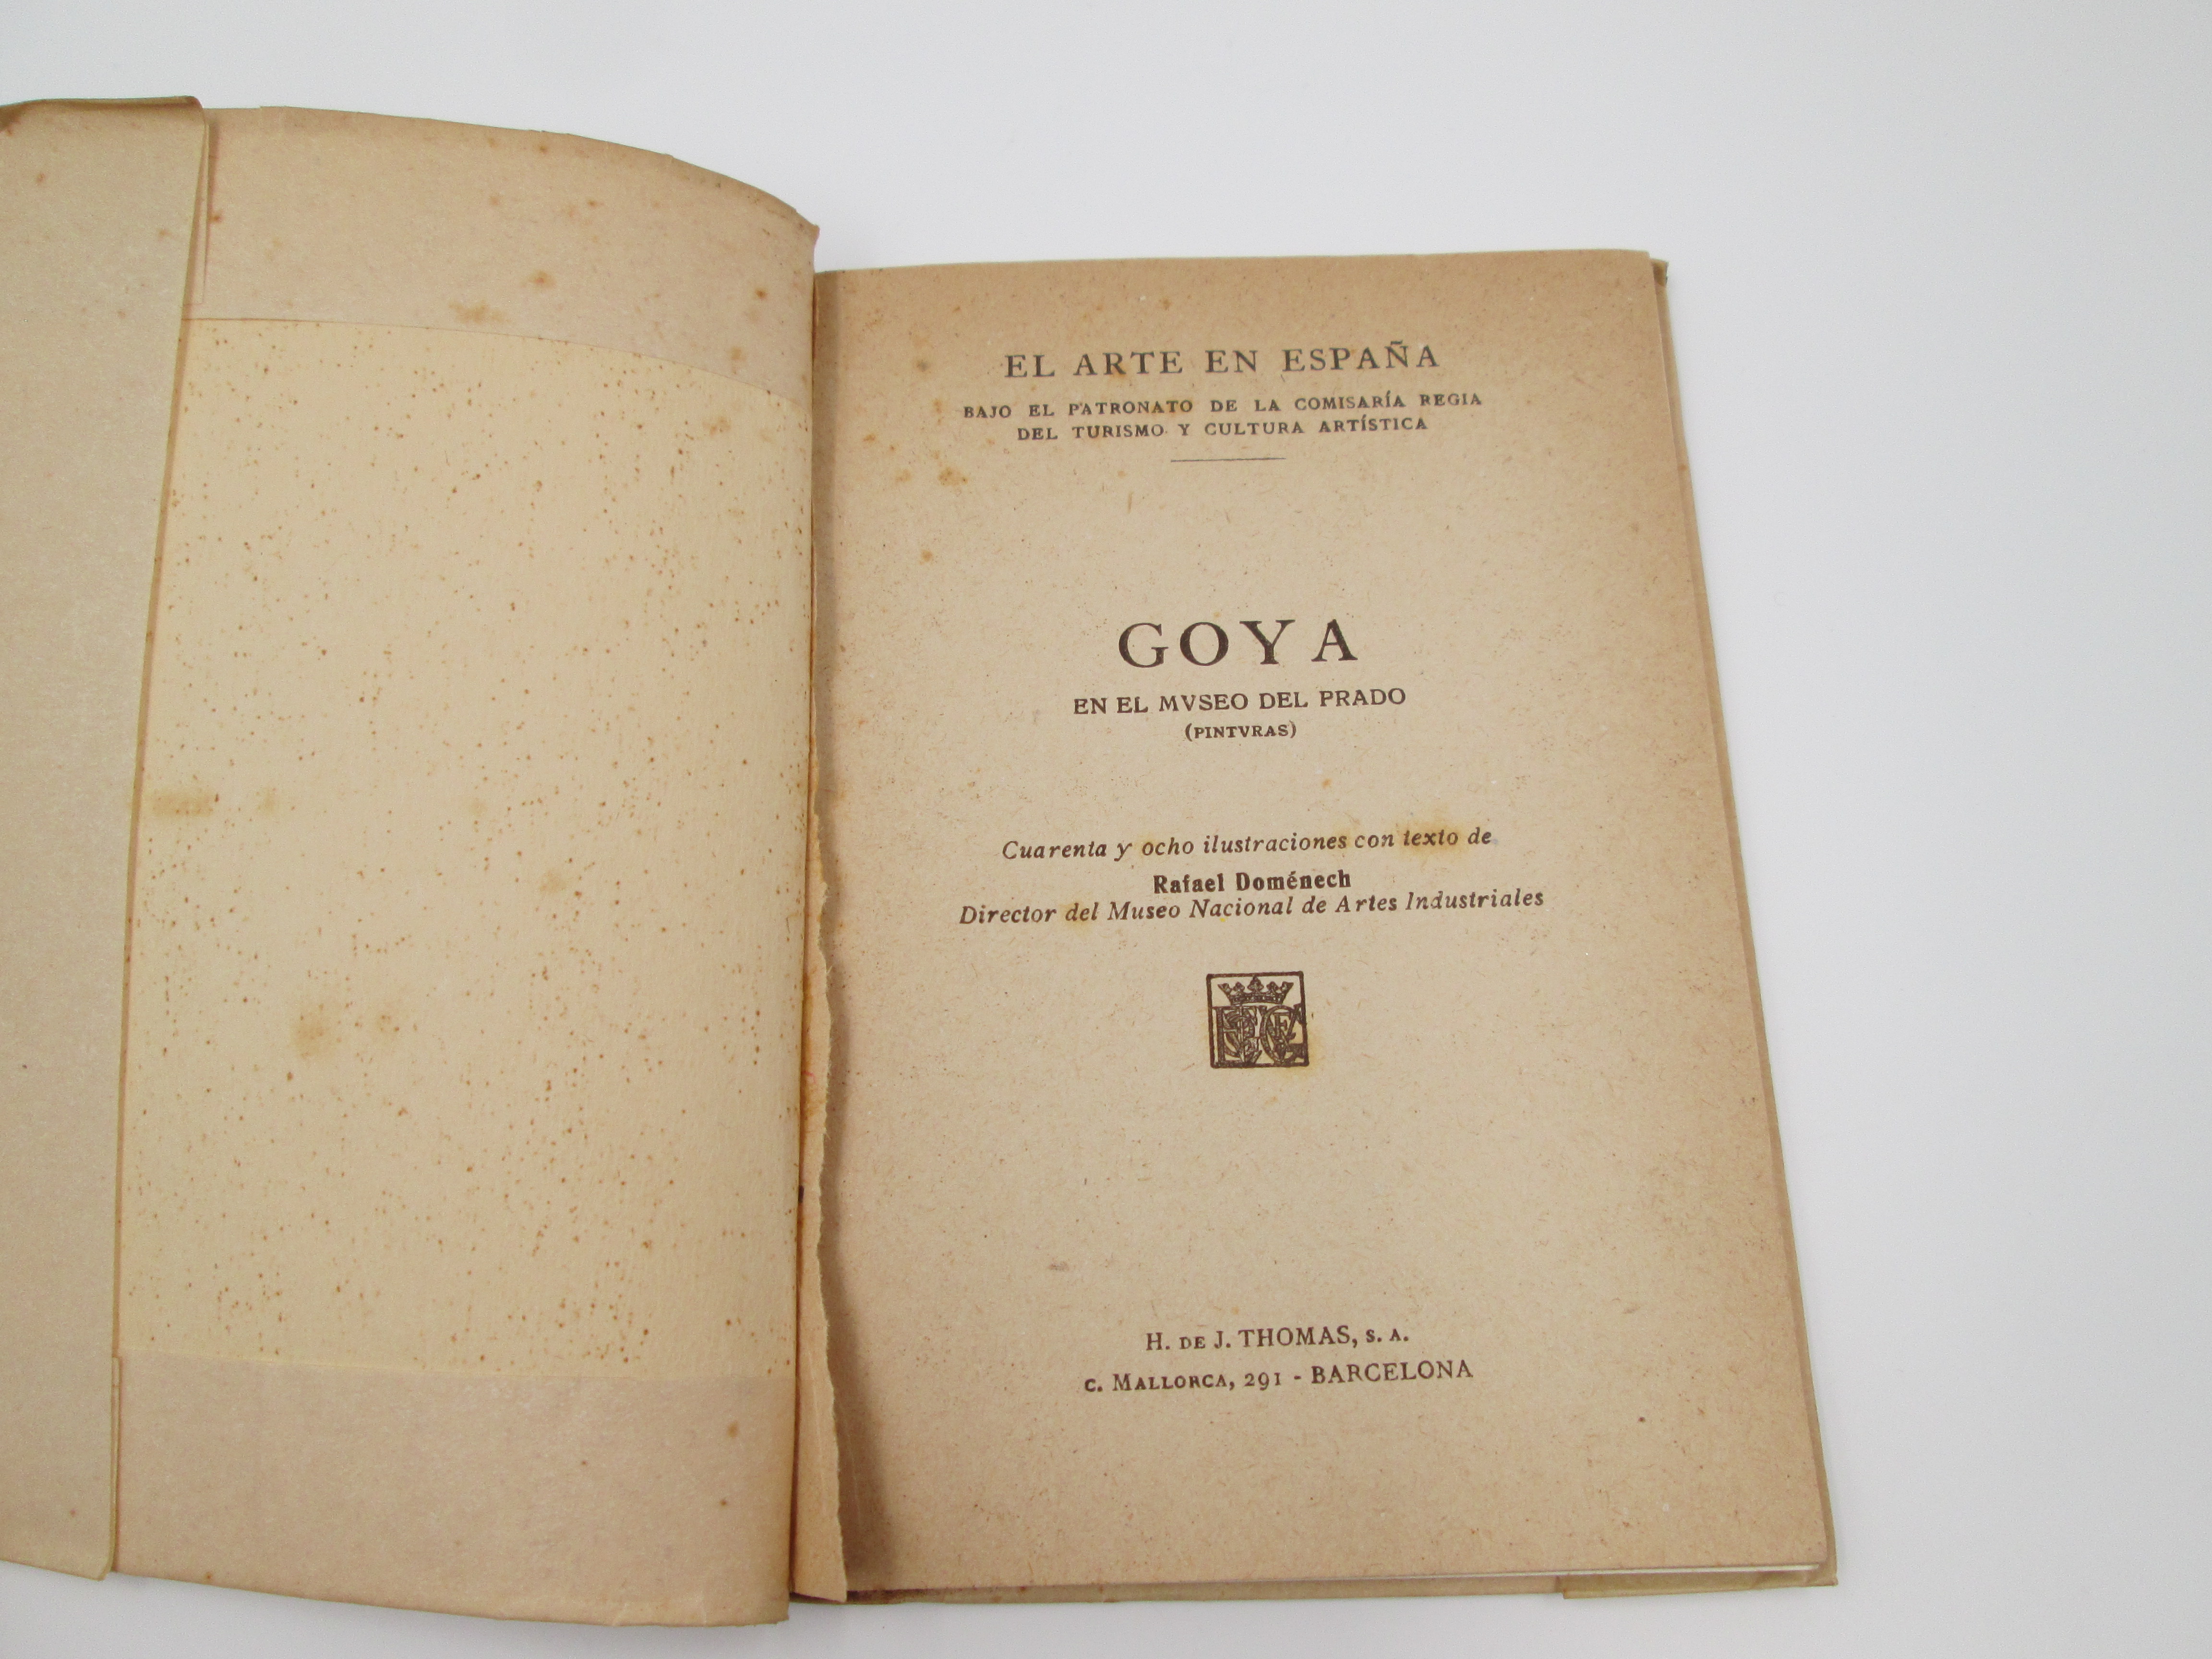 EL ARTE EN ESPAÑA
BAJO EL PATRONATO DE LA COMISARÍA REGIA
DEL TURISMO Y CULTURA ARTÍSTICA
GOYA
EN EL MVSEO DEL PRADO
(PINTVRAS)
Cuarenta y ocho ilustraciones con texto de
Rafael Doménech
Director del Museo Nacional de Artes Industriales
H. DE J. THOMAS, S. A.
C. MALLORCA, 291 - BARCELONA